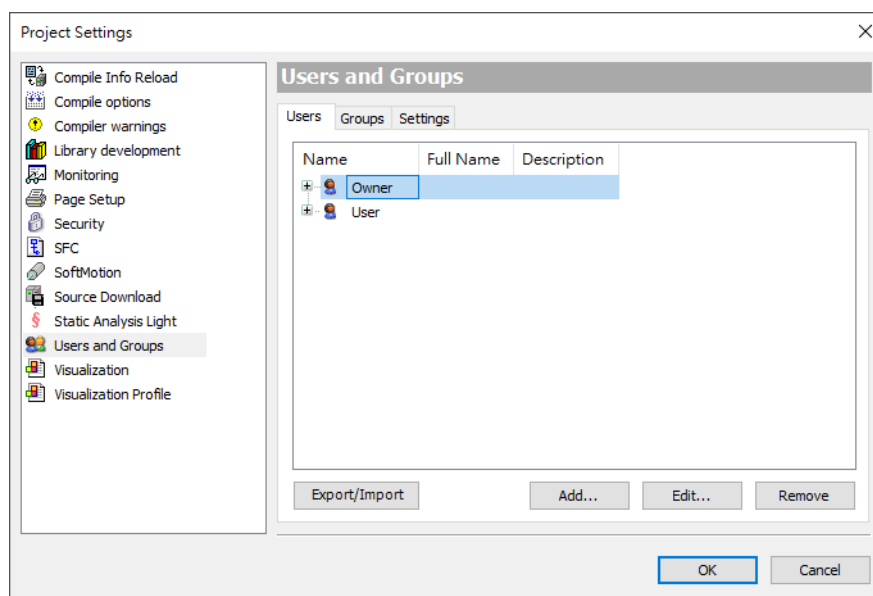 Project Settings
Compile Info Reload
Compile options
Compiler warnings
Library development
Monitoring
Page Setup
Security
SFC
SoftMotion
Source Download
Static Analysis Light
Users and Groups
Visualization
Visualization Profile
Users and Groups
Users Groups Settings
Name Full Name Description
Owner
User
Export/Import Add... Edit... Remove
OK Cancel